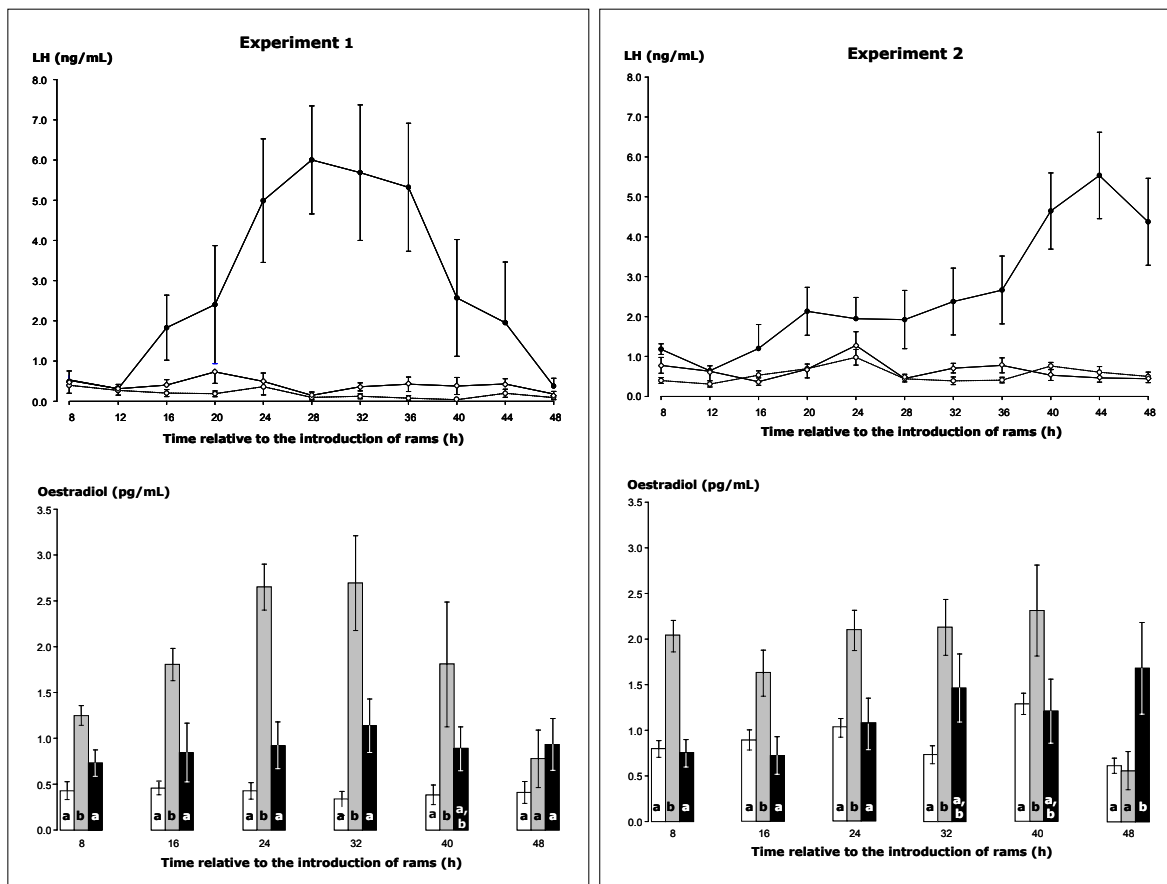 Experiment 1
LH (ng/mL)
8.0
7.0
6.0
5.0
4.0
3.0
2.0
1.0
0.0
8 12 16 20 24 28 32 36 40 44 48
Time relative to the introduction of rams (h)
Oestradiol (pg/mL)
3.5
3.0
2.5
2.0
1.5
1.0
0.5
0.0
a b a a b a a b a a b a a b a, b a a a
8 16 24 32 40 48
Time relative to the introduction of rams (h)
Experiment 2
LH (ng/mL)
8.0
7.0
6.0
5.0
4.0
3.0
2.0
1.0
0.0
8 12 16 20 24 28 32 36 40 44 48
Time relative to the introduction of rams (h)
Oestradiol (pg/mL)
3.5
3.0
2.5
2.0
1.5
1.0
0.5
0.0
a b a a b a a b a a b a, b a b a, b a a b
8 16 24 32 40 48
Time relative to the introduction of rams (h)